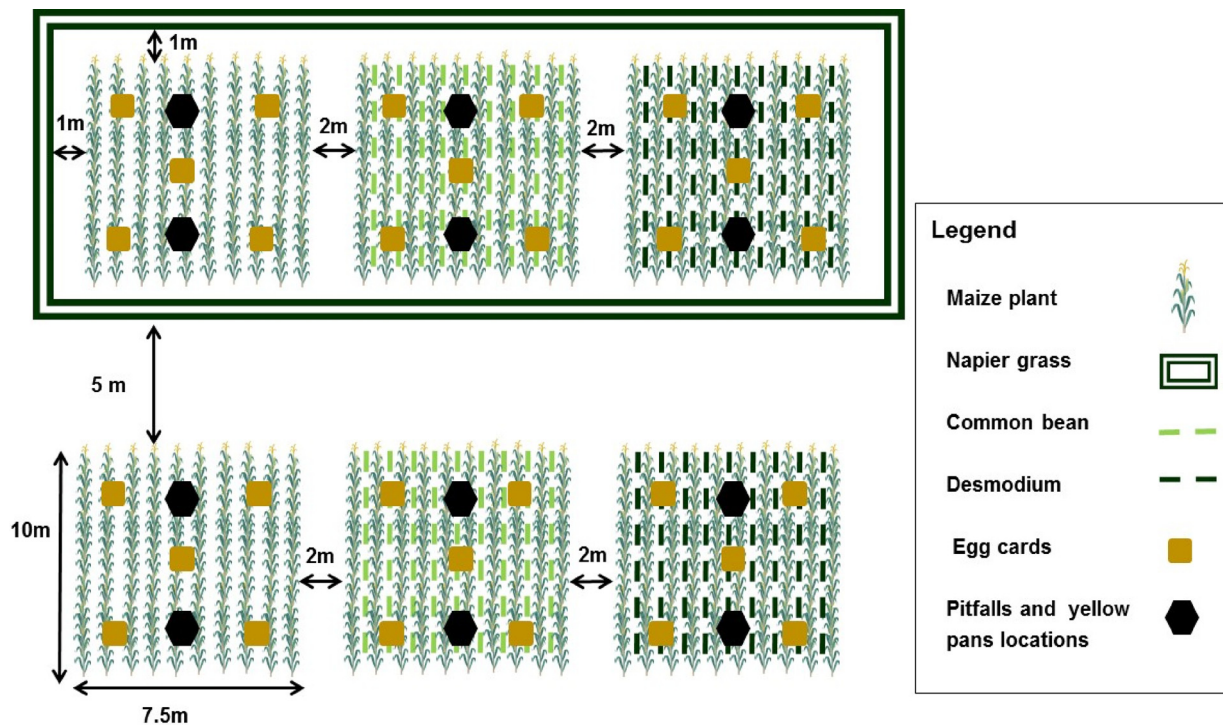 1m
1m
2m
2m
5 m
10m
2m
2m
7.5m
Legend
Maize plant
Napier grass
Common bean
Desmodium
Egg cards
Pitfalls and yellow
pans locations